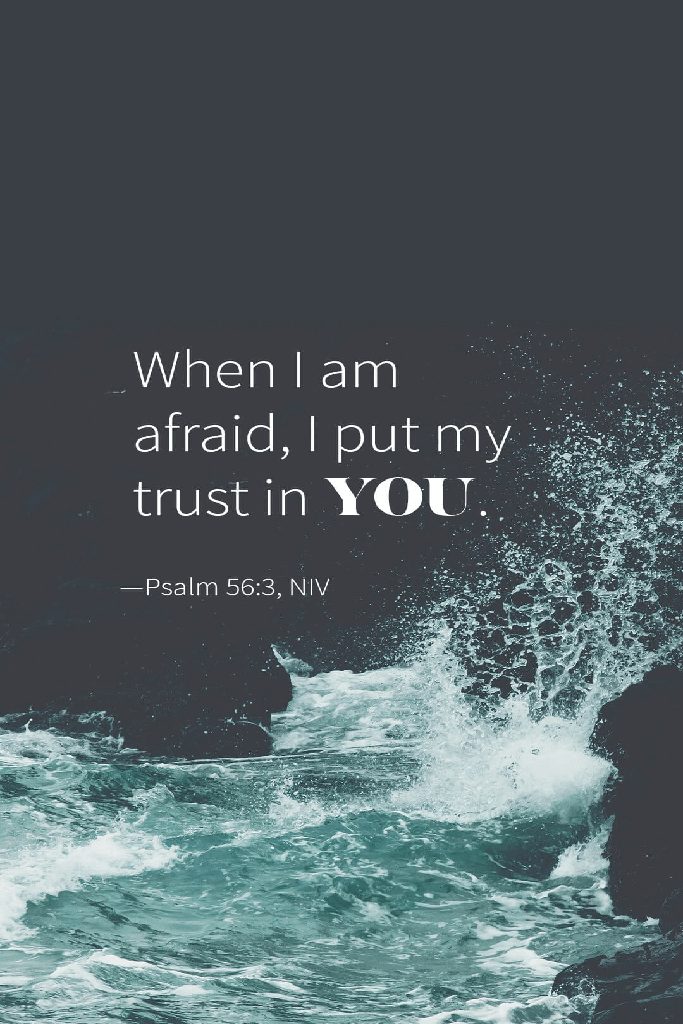 When I am
afraid, I put my
trust in YOU.
—Psalm 56:3, NIV